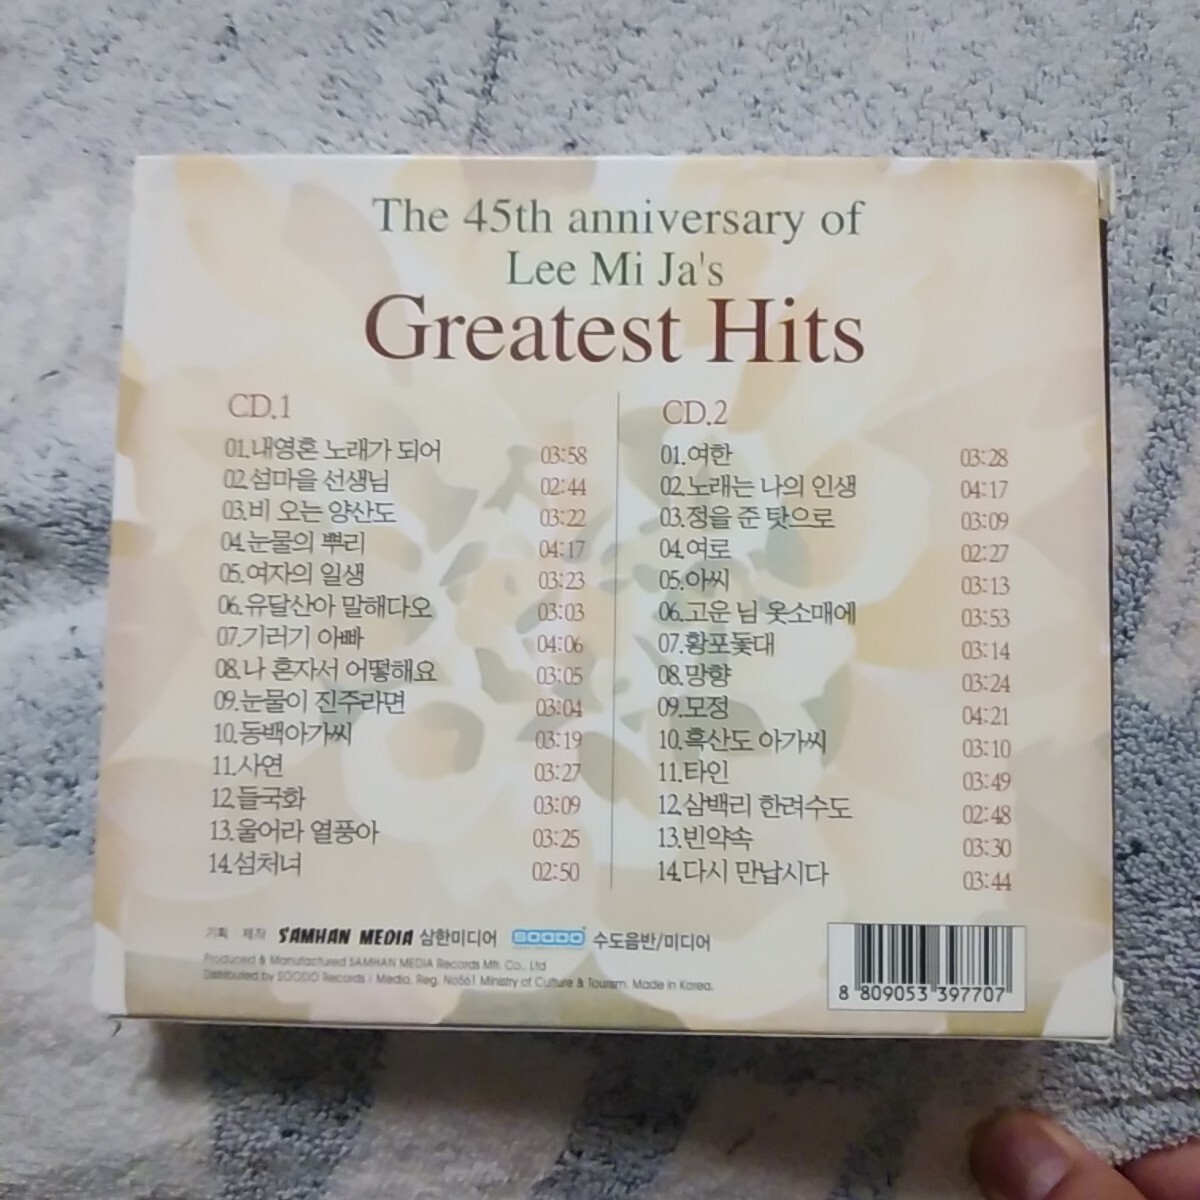 The 45th anniversary of
Lee Mi Ja's
Greatest Hits
CD.1
01.내영혼 노래가 되어 03:58
02.섬마을 선생님 02:44
03.비 오는 양산도 03:22
04.눈물의 뿌리 04:17
05.여자의 일생 03:23
06.유달산아 말해다오 03:03
07.기러기 아빠 04:06
08.나 혼자서 어떻해요 03:05
09.눈물이 진주라면 03:04
10.동백아가씨 03:19
11.사연 03:27
12.들국화 03:09
13.울어라 열풍아 03:25
14.섬처녀 02:50
CD.2
01.여한 03:28
02.노래는 나의 인생 04:17
03.정을 준 탓으로 03:09
04.여로 02:27
05.아씨 03:13
06.고운 님 옷소매에 03:53
07.황포돛대 03:14
08.망향 03:24
09.모정 04:21
10.흑산도 아가씨 03:10
11.타인 03:49
12.삼백리 한려수도 02:48
13.빈약속 03:30
14.다시 만납시다 03:44
기획 제작 SAMHAN MEDIA 삼한미디어 SOODO 수도음반/미디어
Produced & Manufactured SAMHAN MEDIA Records Mft. Co., Ltd
Distributed by SOODO Records / Media. Reg. No661 Ministry of Culture & Tourism. Made in Korea.
8 809053 397707